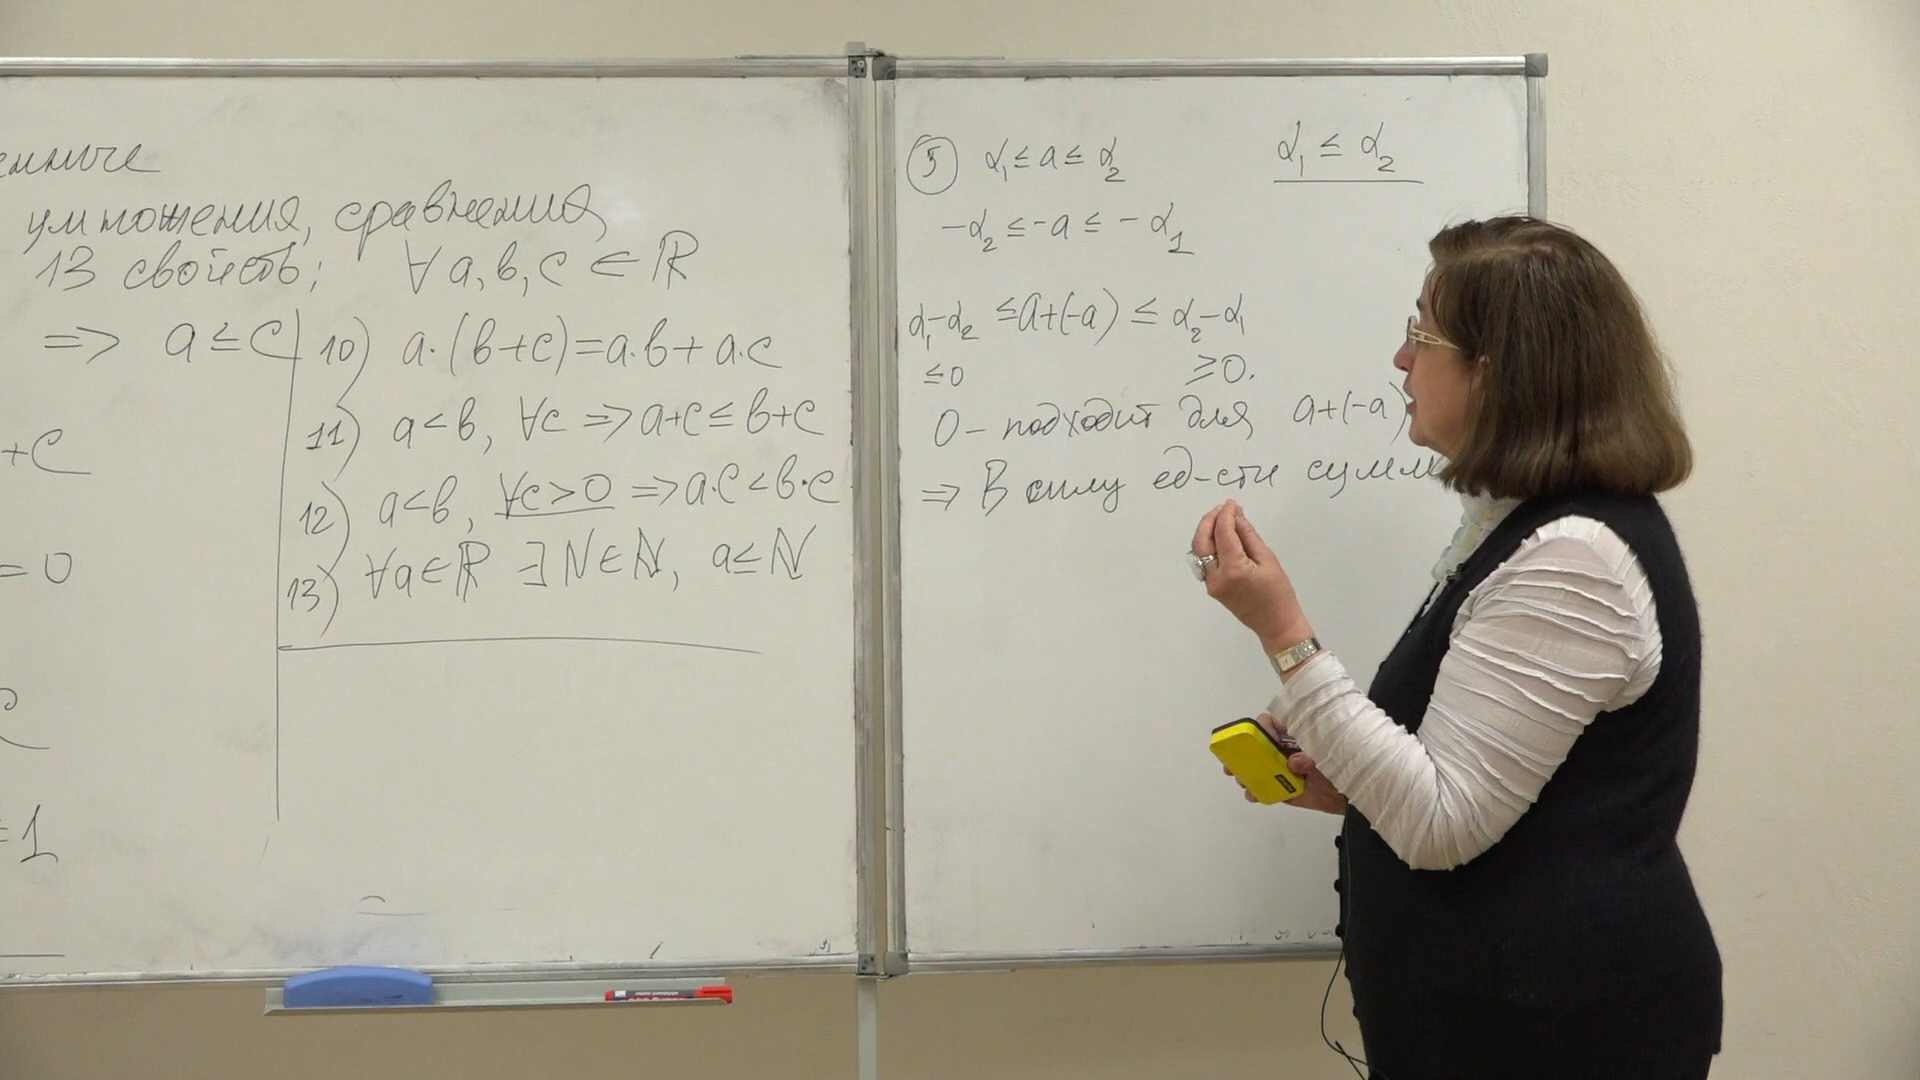 умножения, сравнения,
13 свойств; ∀ a, b, c ∈ ℝ
=> a ≤ c
+c
= 0
= 1
10) a·(b+c)=a·b+a·c
11) a<b, ∀c => a+c ≤ b+c
12) a<b, ∀c>0 => a·c<b·c
13) ∀a∈ℝ ∃N∈ℕ, a≤N
5 α₁ ≤ a ≤ α₂ α₁ ≤ α₂
-α₂ ≤ -a ≤ -α₁
α₁-α₂ ≤ a+(-a) ≤ α₂-α₁
≤0 ≥0.
0 - подходит для a+(-a)
=> В силу ед-сти сумм